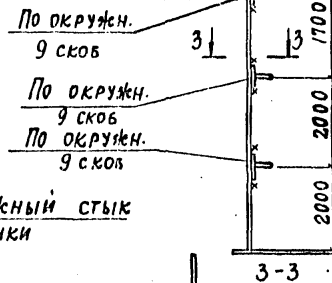 По окружн.
9 скоб
3 3
1700
По окружн.
9 скоб
2000
По окружн.
9 скоб
2000
стык
3-3